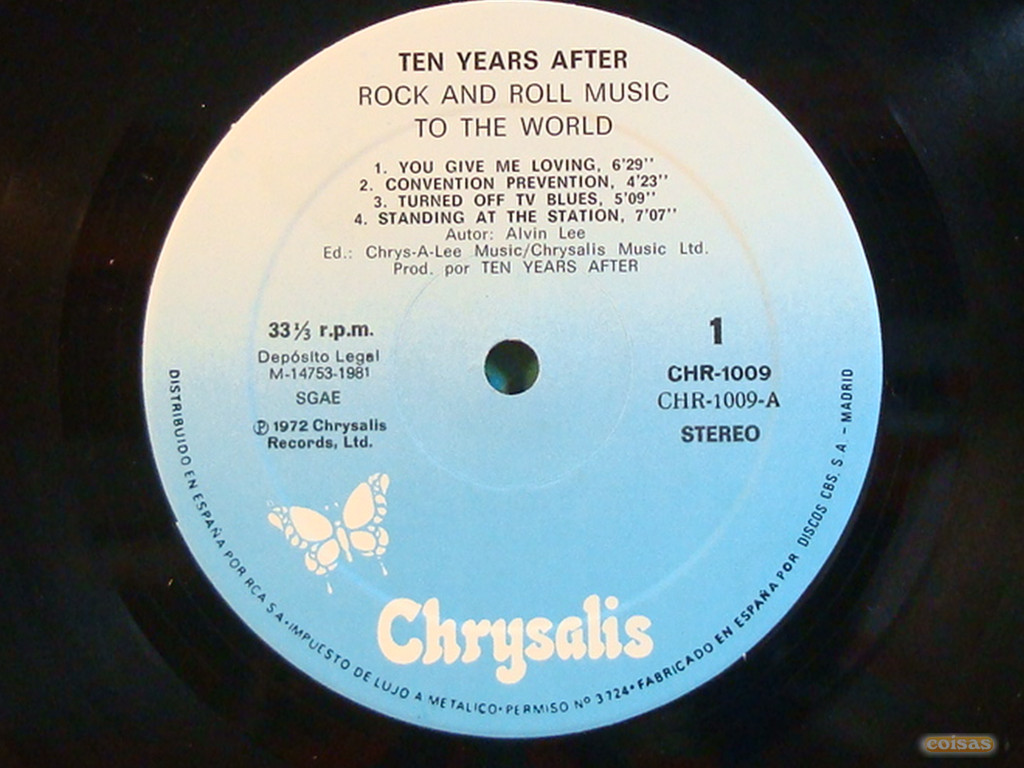 TEN YEARS AFTER
ROCK AND ROLL MUSIC
TO THE WORLD
1. YOU GIVE ME LOVING, 6'29''
2. CONVENTION PREVENTION, 4'23''
3. TURNED OFF TV BLUES, 5'09''
4. STANDING AT THE STATION, 7'07''
Autor: Alvin Lee
Ed.: Chrys-A-Lee Music/Chrysalis Music Ltd.
Prod. por TEN YEARS AFTER
33⅓ r.p.m.
Depósito Legal
M-14753-1981
SGAE
℗ 1972 Chrysalis
Records, Ltd.
1
CHR-1009
CHR-1009-A
STEREO
Chrysalis
DISTRIBUIDO EN ESPAÑA POR RCA S A • IMPUESTO DE LUJO A METALICO • PERMISO Nº 3724 • FABRICADO EN ESPAÑA POR DISCOS CBS. S. A. - MADRID
coisas